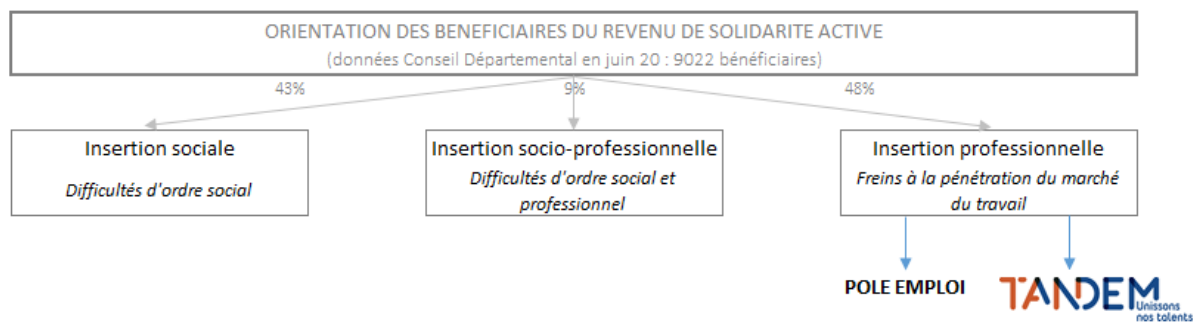 ORIENTATION DES BENEFICIAIRES DU REVENU DE SOLIDARITE ACTIVE
(données Conseil Départemental en juin 20 : 9022 bénéficiaires)
43%
9%
48%
Insertion sociale
Difficultés d'ordre social
Insertion socio-professionnelle
Difficultés d'ordre social et
professionnel
Insertion professionnelle
Freins à la pénétration du marché
du travail
POLE EMPLOI
TANDEM
Unissons
nos talents